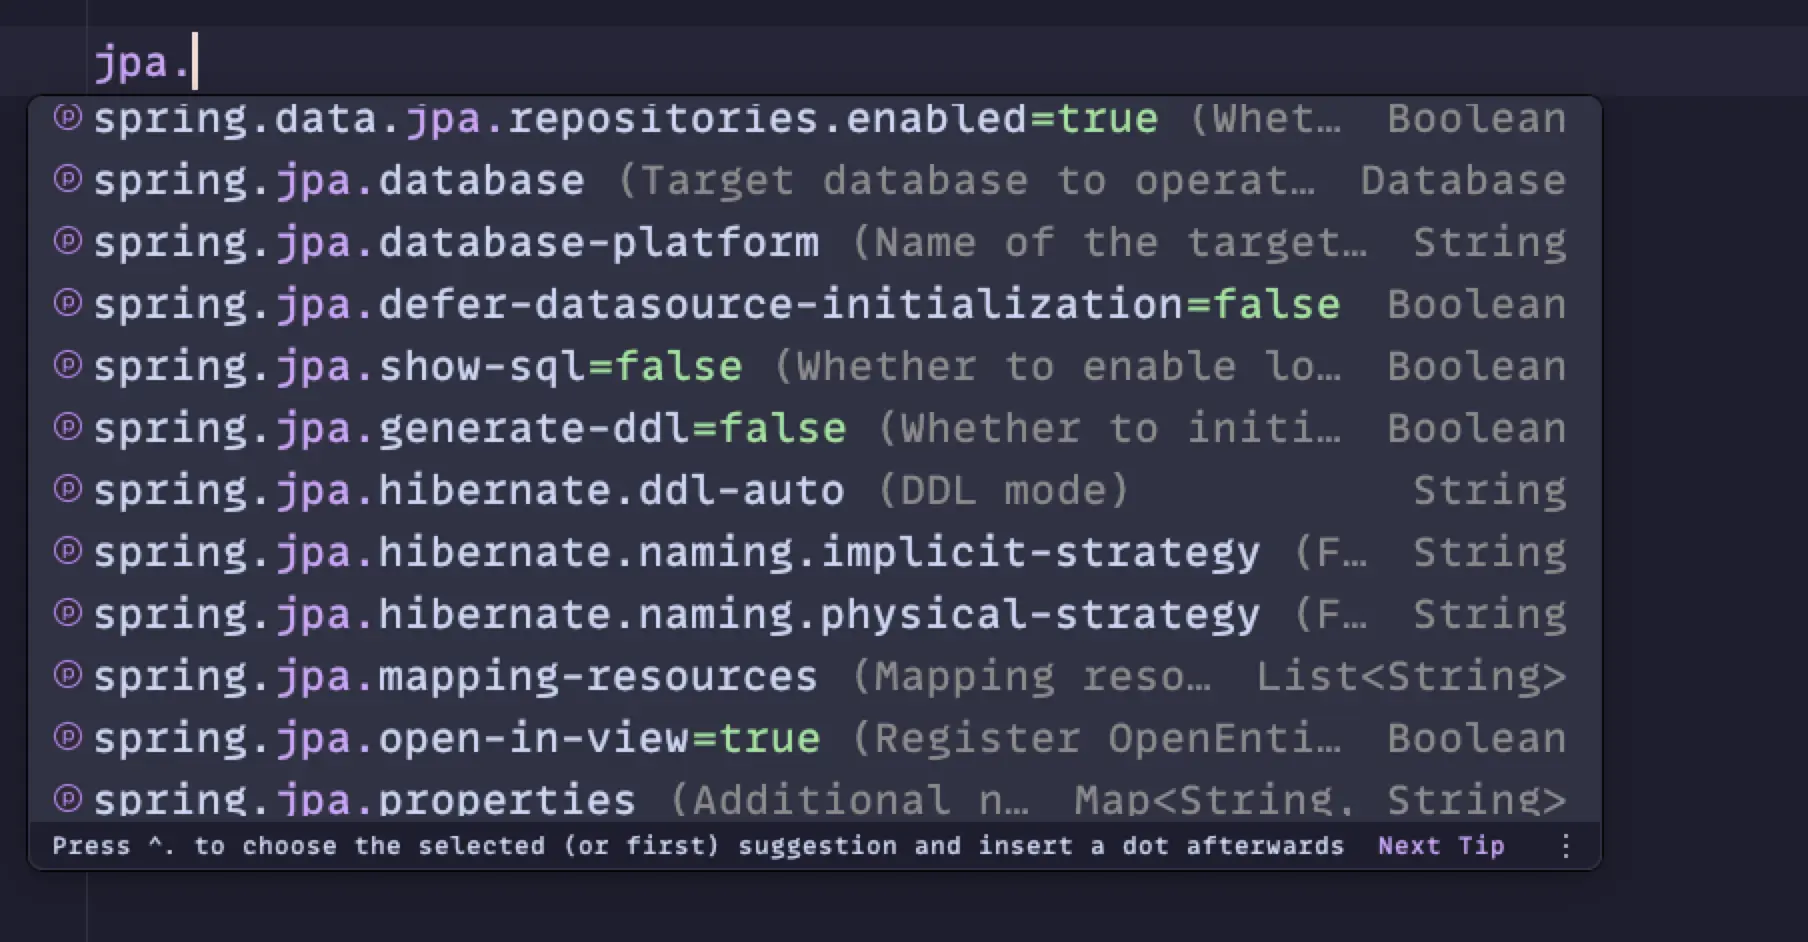 jpa.
spring.data.jpa.repositories.enabled=true (Whet… Boolean
spring.jpa.database (Target database to operat… Database
spring.jpa.database-platform (Name of the target… String
spring.jpa.defer-datasource-initialization=false Boolean
spring.jpa.show-sql=false (Whether to enable lo… Boolean
spring.jpa.generate-ddl=false (Whether to initi… Boolean
spring.jpa.hibernate.ddl-auto (DDL mode) String
spring.jpa.hibernate.naming.implicit-strategy (F… String
spring.jpa.hibernate.naming.physical-strategy (F… String
spring.jpa.mapping-resources (Mapping reso… List<String>
spring.jpa.open-in-view=true (Register OpenEnti… Boolean
spring.jpa.properties (Additional n… Map<String, String>
Press ^. to choose the selected (or first) suggestion and insert a dot afterwards Next Tip